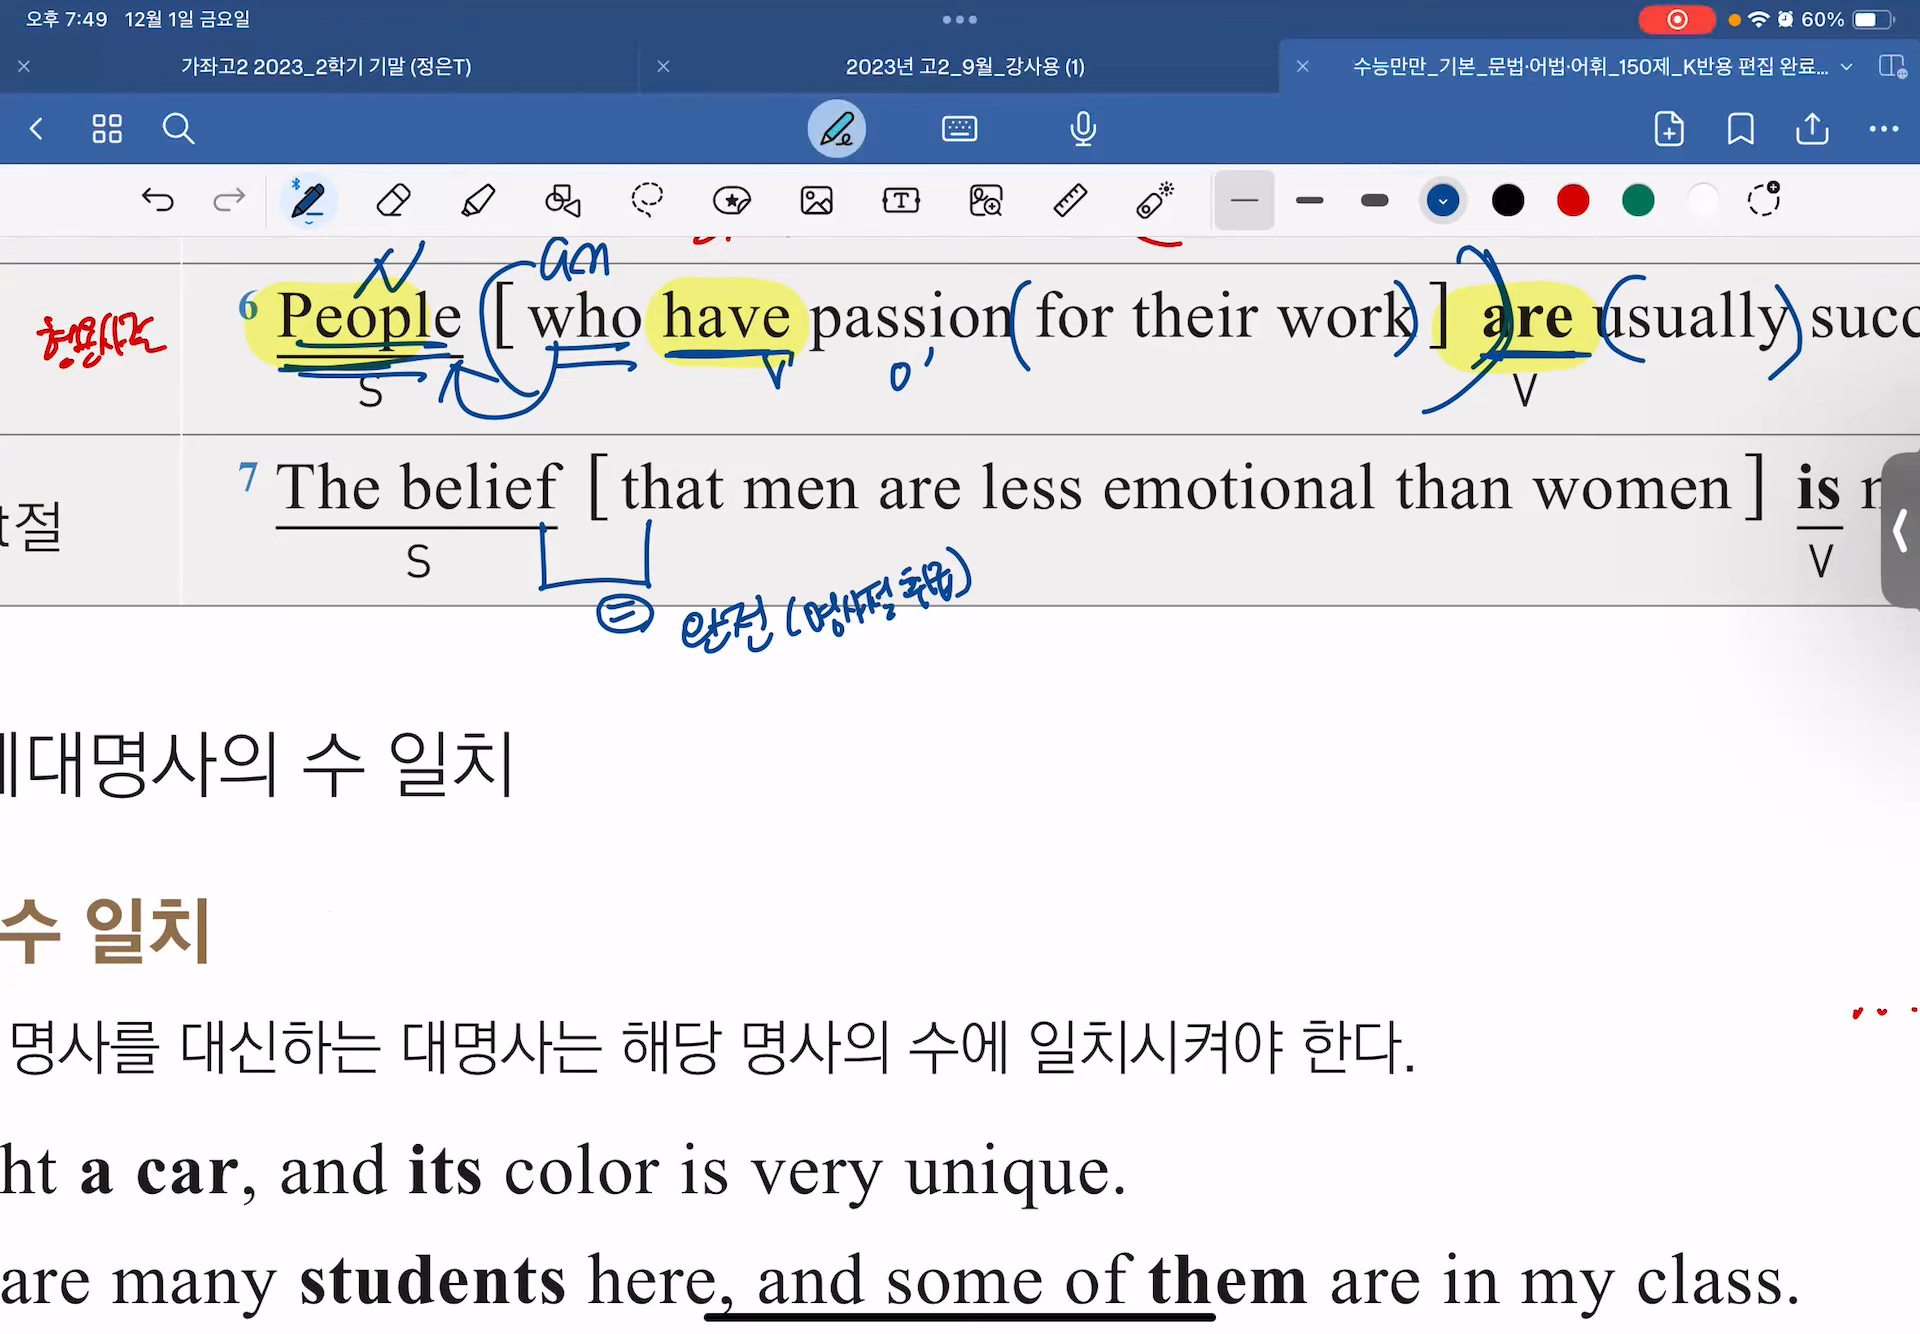 오후 7:49 12월 1일 금요일 60%
가좌고2 2023_2학기 기말 (정은T) 2023년 고2_9월_강사용 (1) 수능만만_기본_문법·어법·어휘_150제_K반용 편집 완료...
N an
6 People [ who have passion (for their work) ] are (usually) succ
S V' O' V
7 The belief [ that men are less emotional than women ] is
t절
S V
= 완전 (명사절 취급)
대명사의 수 일치
수 일치
명사를 대신하는 대명사는 해당 명사의 수에 일치시켜야 한다.
ht a car, and its color is very unique.
are many students here, and some of them are in my class.